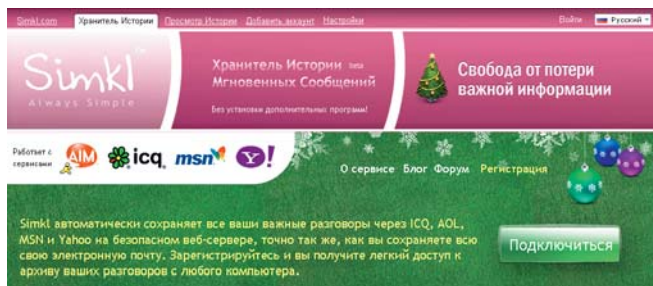 Simkl.com Хранитель Истории Просмотр Истории Добавить аккаунт Настройки Войти Русский
Simkl™
Always Simple
Хранитель Истории beta
Мгновенных Сообщений
Без установки дополнительных программ!
Свобода от потери
важной информации
Работает с
сервисами
AIM icq msn Y!
О сервисе Блог Форум Регистрация
Simkl автоматически сохраняет все ваши важные разговоры через ICQ, AOL,
MSN и Yahoo на безопасном веб-сервере, точно так же, как вы сохраняете всю
свою электронную почту. Зарегистрируйтесь и вы получите легкий доступ к
архиву ваших разговоров с любого компьютера.
Подключиться